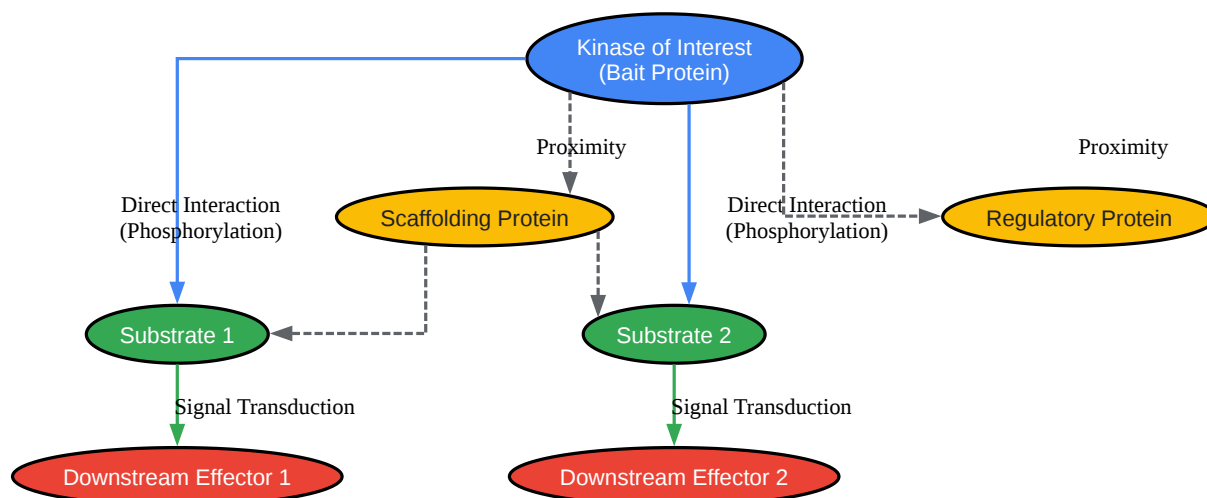 Kinase of Interest
(Bait Protein)
Proximity
Proximity
Direct Interaction
(Phosphorylation)
Scaffolding Protein
Direct Interaction
(Phosphorylation)
Regulatory Protein
Substrate 1
Substrate 2
Signal Transduction
Signal Transduction
Downstream Effector 1
Downstream Effector 2